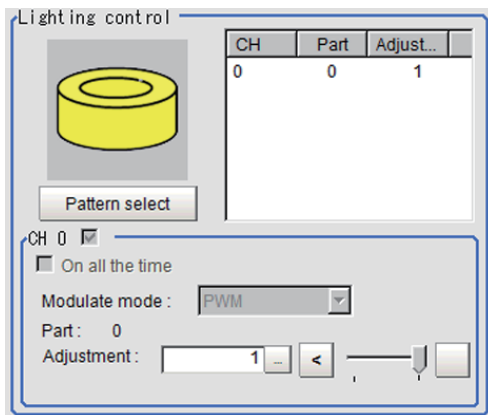 Lighting control
CH Part Adjust...
0 0 1
Pattern select
CH 0
On all the time
Modulate mode : PWM
Part : 0
Adjustment : 1 ... <